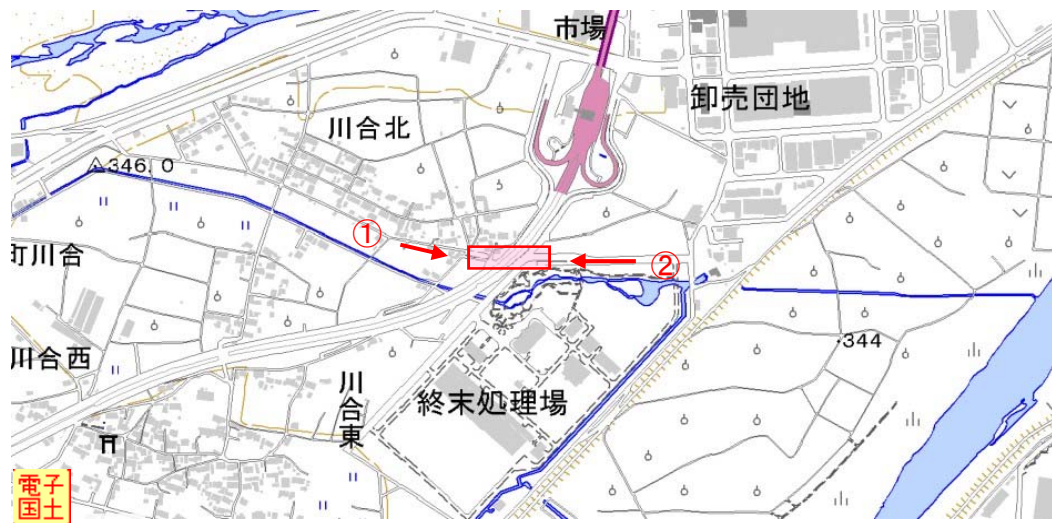 市場
卸売団地
川合北
346.0
①
②
町川合
川合西
344
川合東
終末処理場
電子
国土